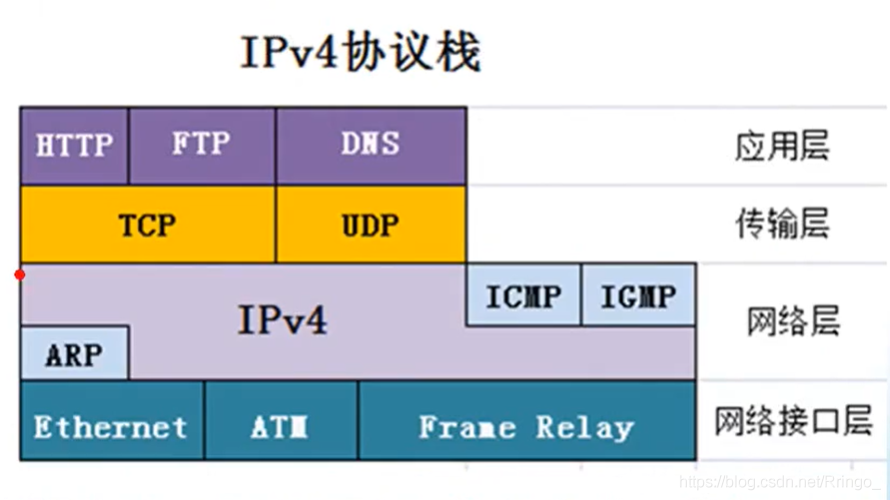 IPv4协议栈
HTTP FTP DNS 应用层
TCP UDP 传输层
ICMP IGMP
IPv4 网络层
ARP
Ethernet ATM Frame Relay 网络接口层
https://blog.csdn.net/Rringo_